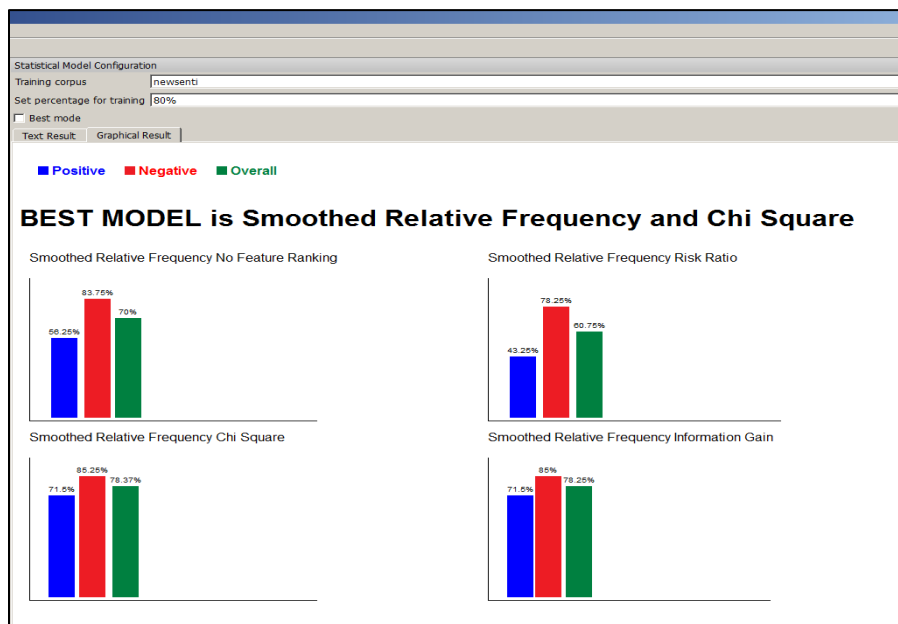 Statistical Model Configuration
Training corpus newsenti
Set percentage for training 80%
Best mode
Text Result Graphical Result
Positive Negative Overall
BEST MODEL is Smoothed Relative Frequency and Chi Square
Smoothed Relative Frequency No Feature Ranking
56.25%
83.75%
70%
Smoothed Relative Frequency Risk Ratio
43.25%
78.25%
60.75%
Smoothed Relative Frequency Chi Square
71.5%
85.25%
78.37%
Smoothed Relative Frequency Information Gain
71.5%
85%
78.25%